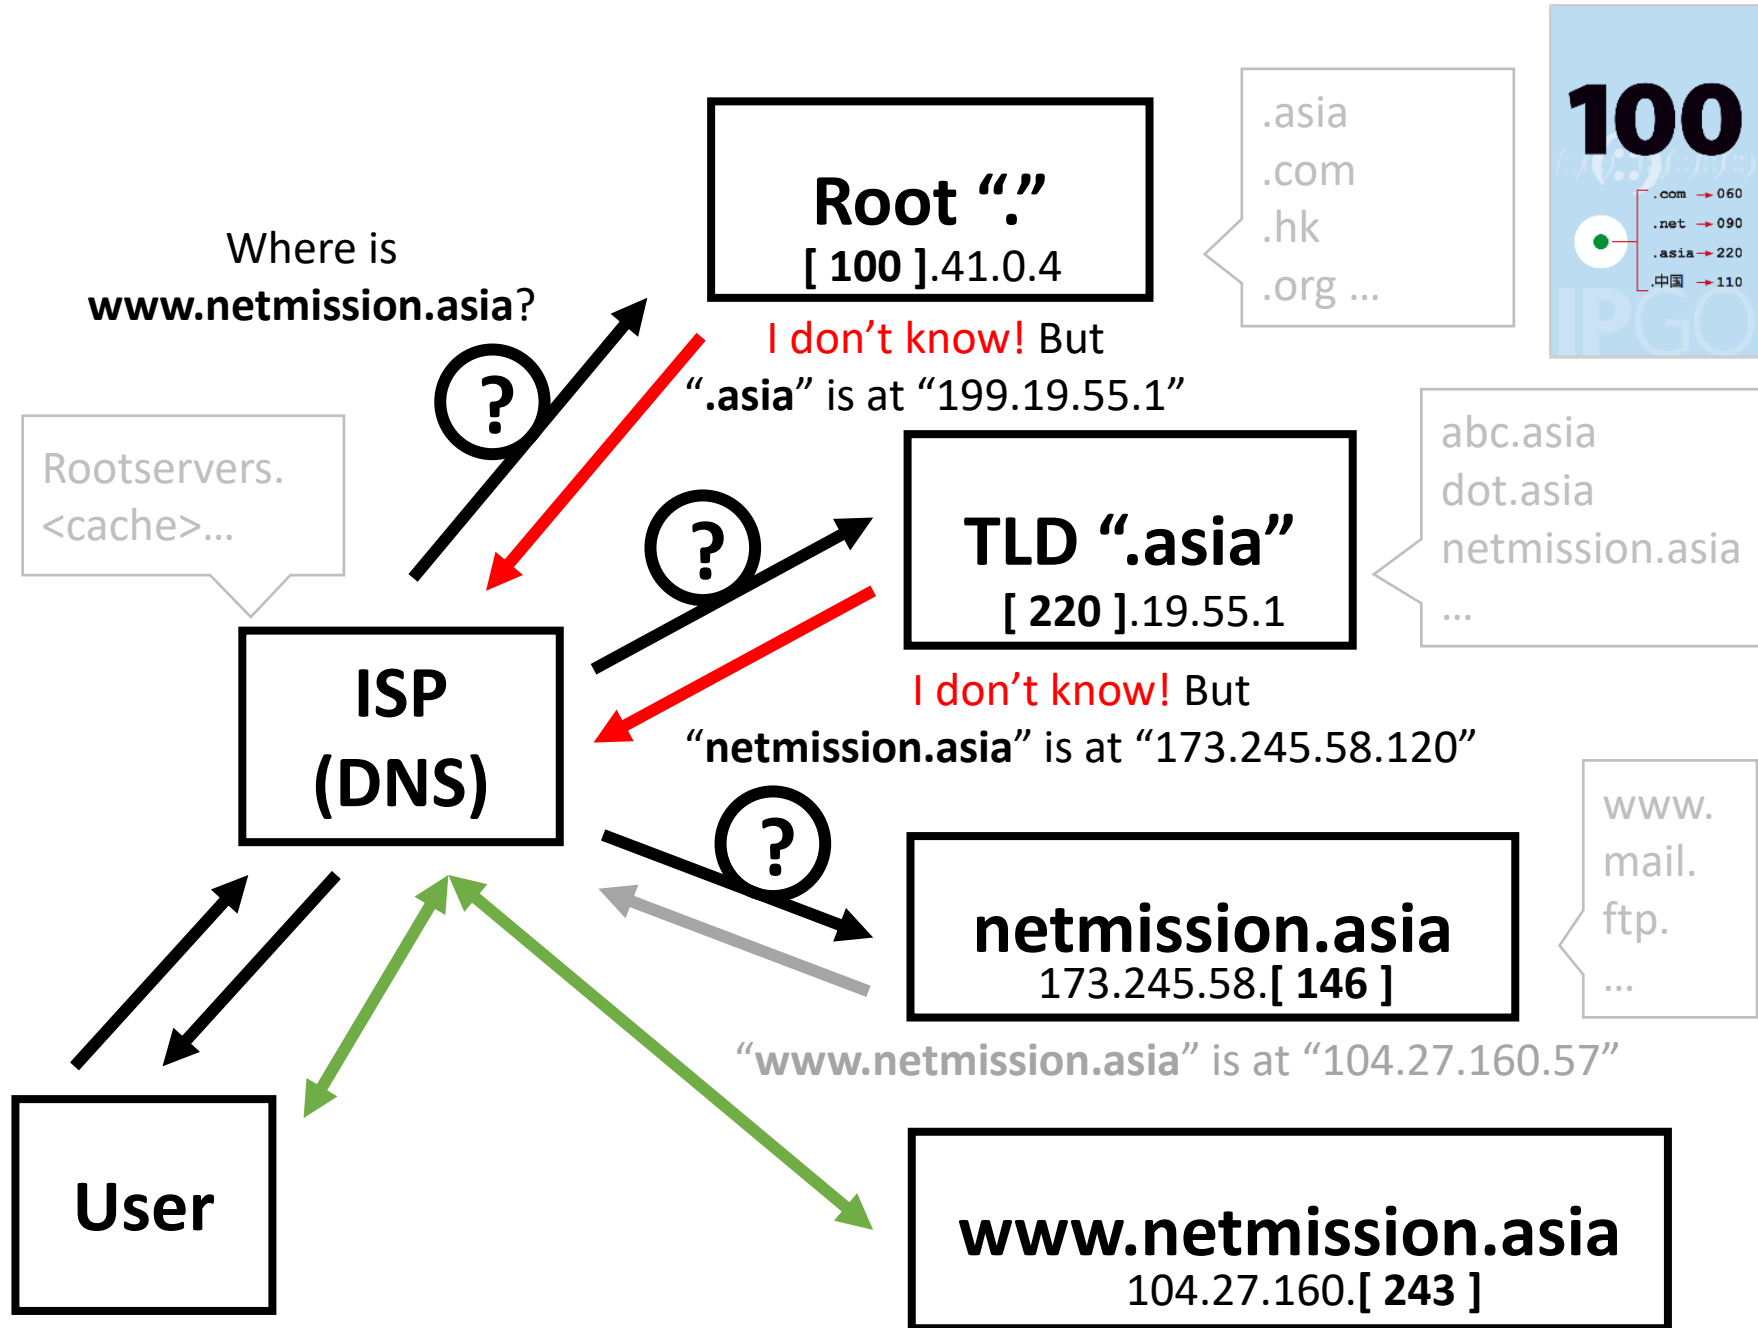 Where is
www.netmission.asia?
?
Root “.”
[ 100 ].41.0.4
I don’t know! But
“.asia” is at “199.19.55.1”
.asia
.com
.hk
.org ...
100
.com → 060
.net → 090
.asia → 220
.中国 → 110
IPGO
Rootservers.
<cache>...
?
TLD “.asia”
[ 220 ].19.55.1
I don’t know! But
“netmission.asia” is at “173.245.58.120”
abc.asia
dot.asia
netmission.asia
...
ISP
(DNS)
?
netmission.asia
173.245.58.[ 146 ]
“www.netmission.asia” is at “104.27.160.57”
www.
mail.
ftp.
...
User
www.netmission.asia
104.27.160.[ 243 ]